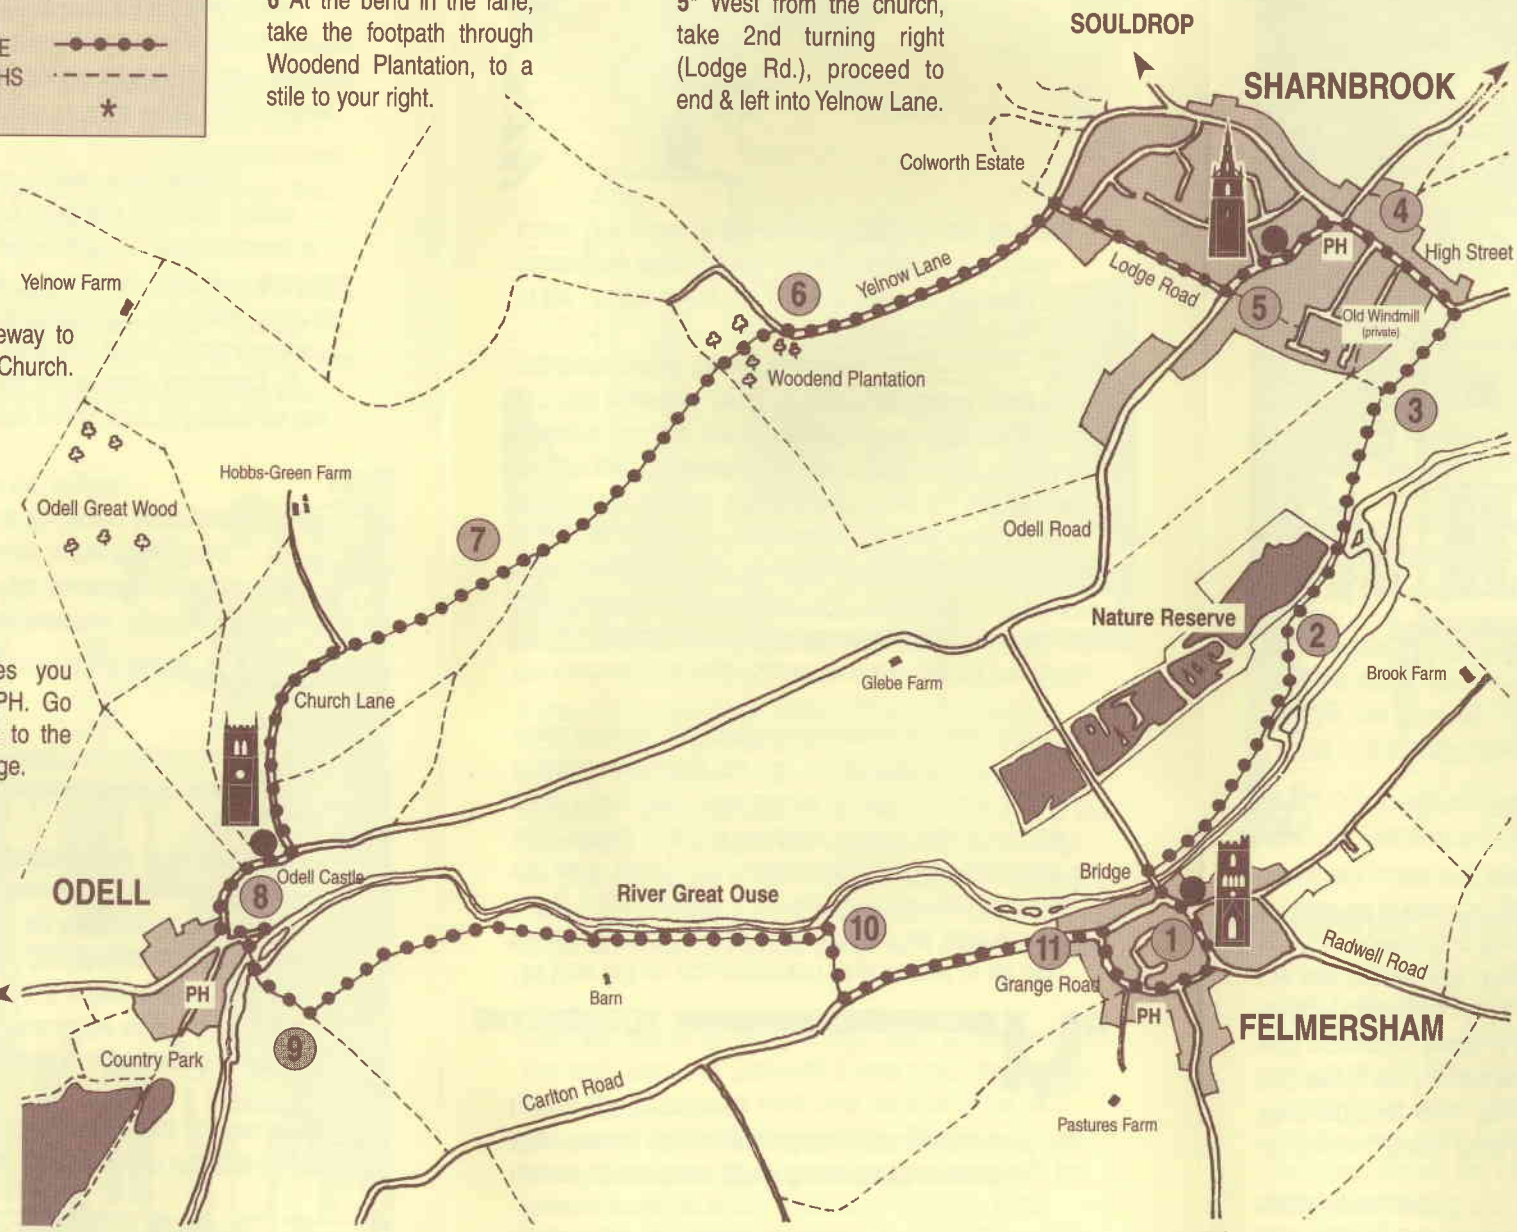 E
HS
*
6 At the bend in the lane,
take the footpath through
Woodend Plantation, to a
stile to your right.
5* West from the church,
take 2nd turning right
(Lodge Rd.), proceed to
end & left into Yelnow Lane.
SOULDROP
SHARNBROOK
Colworth Estate
4
High Street
PH
Lodge Road
5
Old Windmill
(private)
Yelnow Lane
6
Yelnow Farm
eway to
Church.
Woodend Plantation
3
Hobbs-Green Farm
Odell Great Wood
7
Odell Road
Nature Reserve
2
Brook Farm
Glebe Farm
es you
PH. Go
to the
ge.
Church Lane
Bridge
ODELL
Odell Castle
8
River Great Ouse
10
11
1
Radwell Road
Grange Road
PH
Barn
PH
FELMERSHAM
9
Country Park
Carlton Road
Pastures Farm